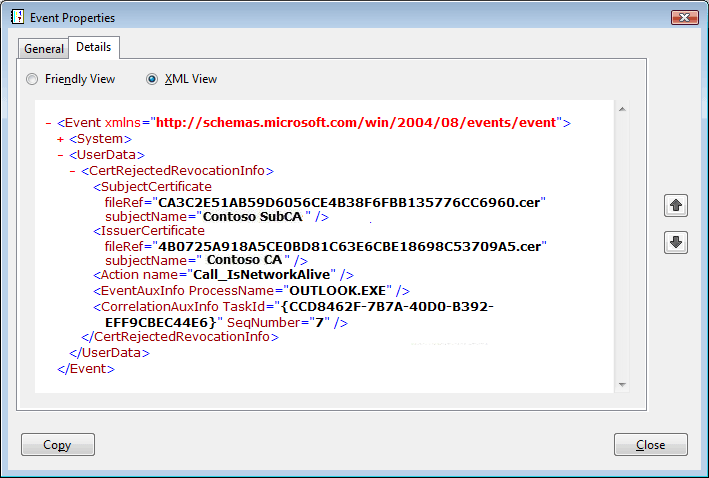 Event Properties
General Details
Friendly View XML View
- <Event xmlns="http://schemas.microsoft.com/win/2004/08/events/event">
+ <System>
- <UserData>
- <CertRejectedRevocationInfo>
<SubjectCertificate
fileRef="CA3C2E51AB59D6056CE4B38F6FBB135776CC6960.cer"
subjectName="Contoso SubCA" />
<IssuerCertificate
fileRef="4B0725A918A5CE0BD81C63E6CBE18698C53709A5.cer"
subjectName=" Contoso CA " />
<Action name="Call_IsNetworkAlive" />
<EventAuxInfo ProcessName="OUTLOOK.EXE" />
<CorrelationAuxInfo TaskId="{CCD8462F-7B7A-40D0-B392-
EFF9CBEC44E6}" SeqNumber="7" />
</CertRejectedRevocationInfo>
</UserData>
</Event>
Copy Close